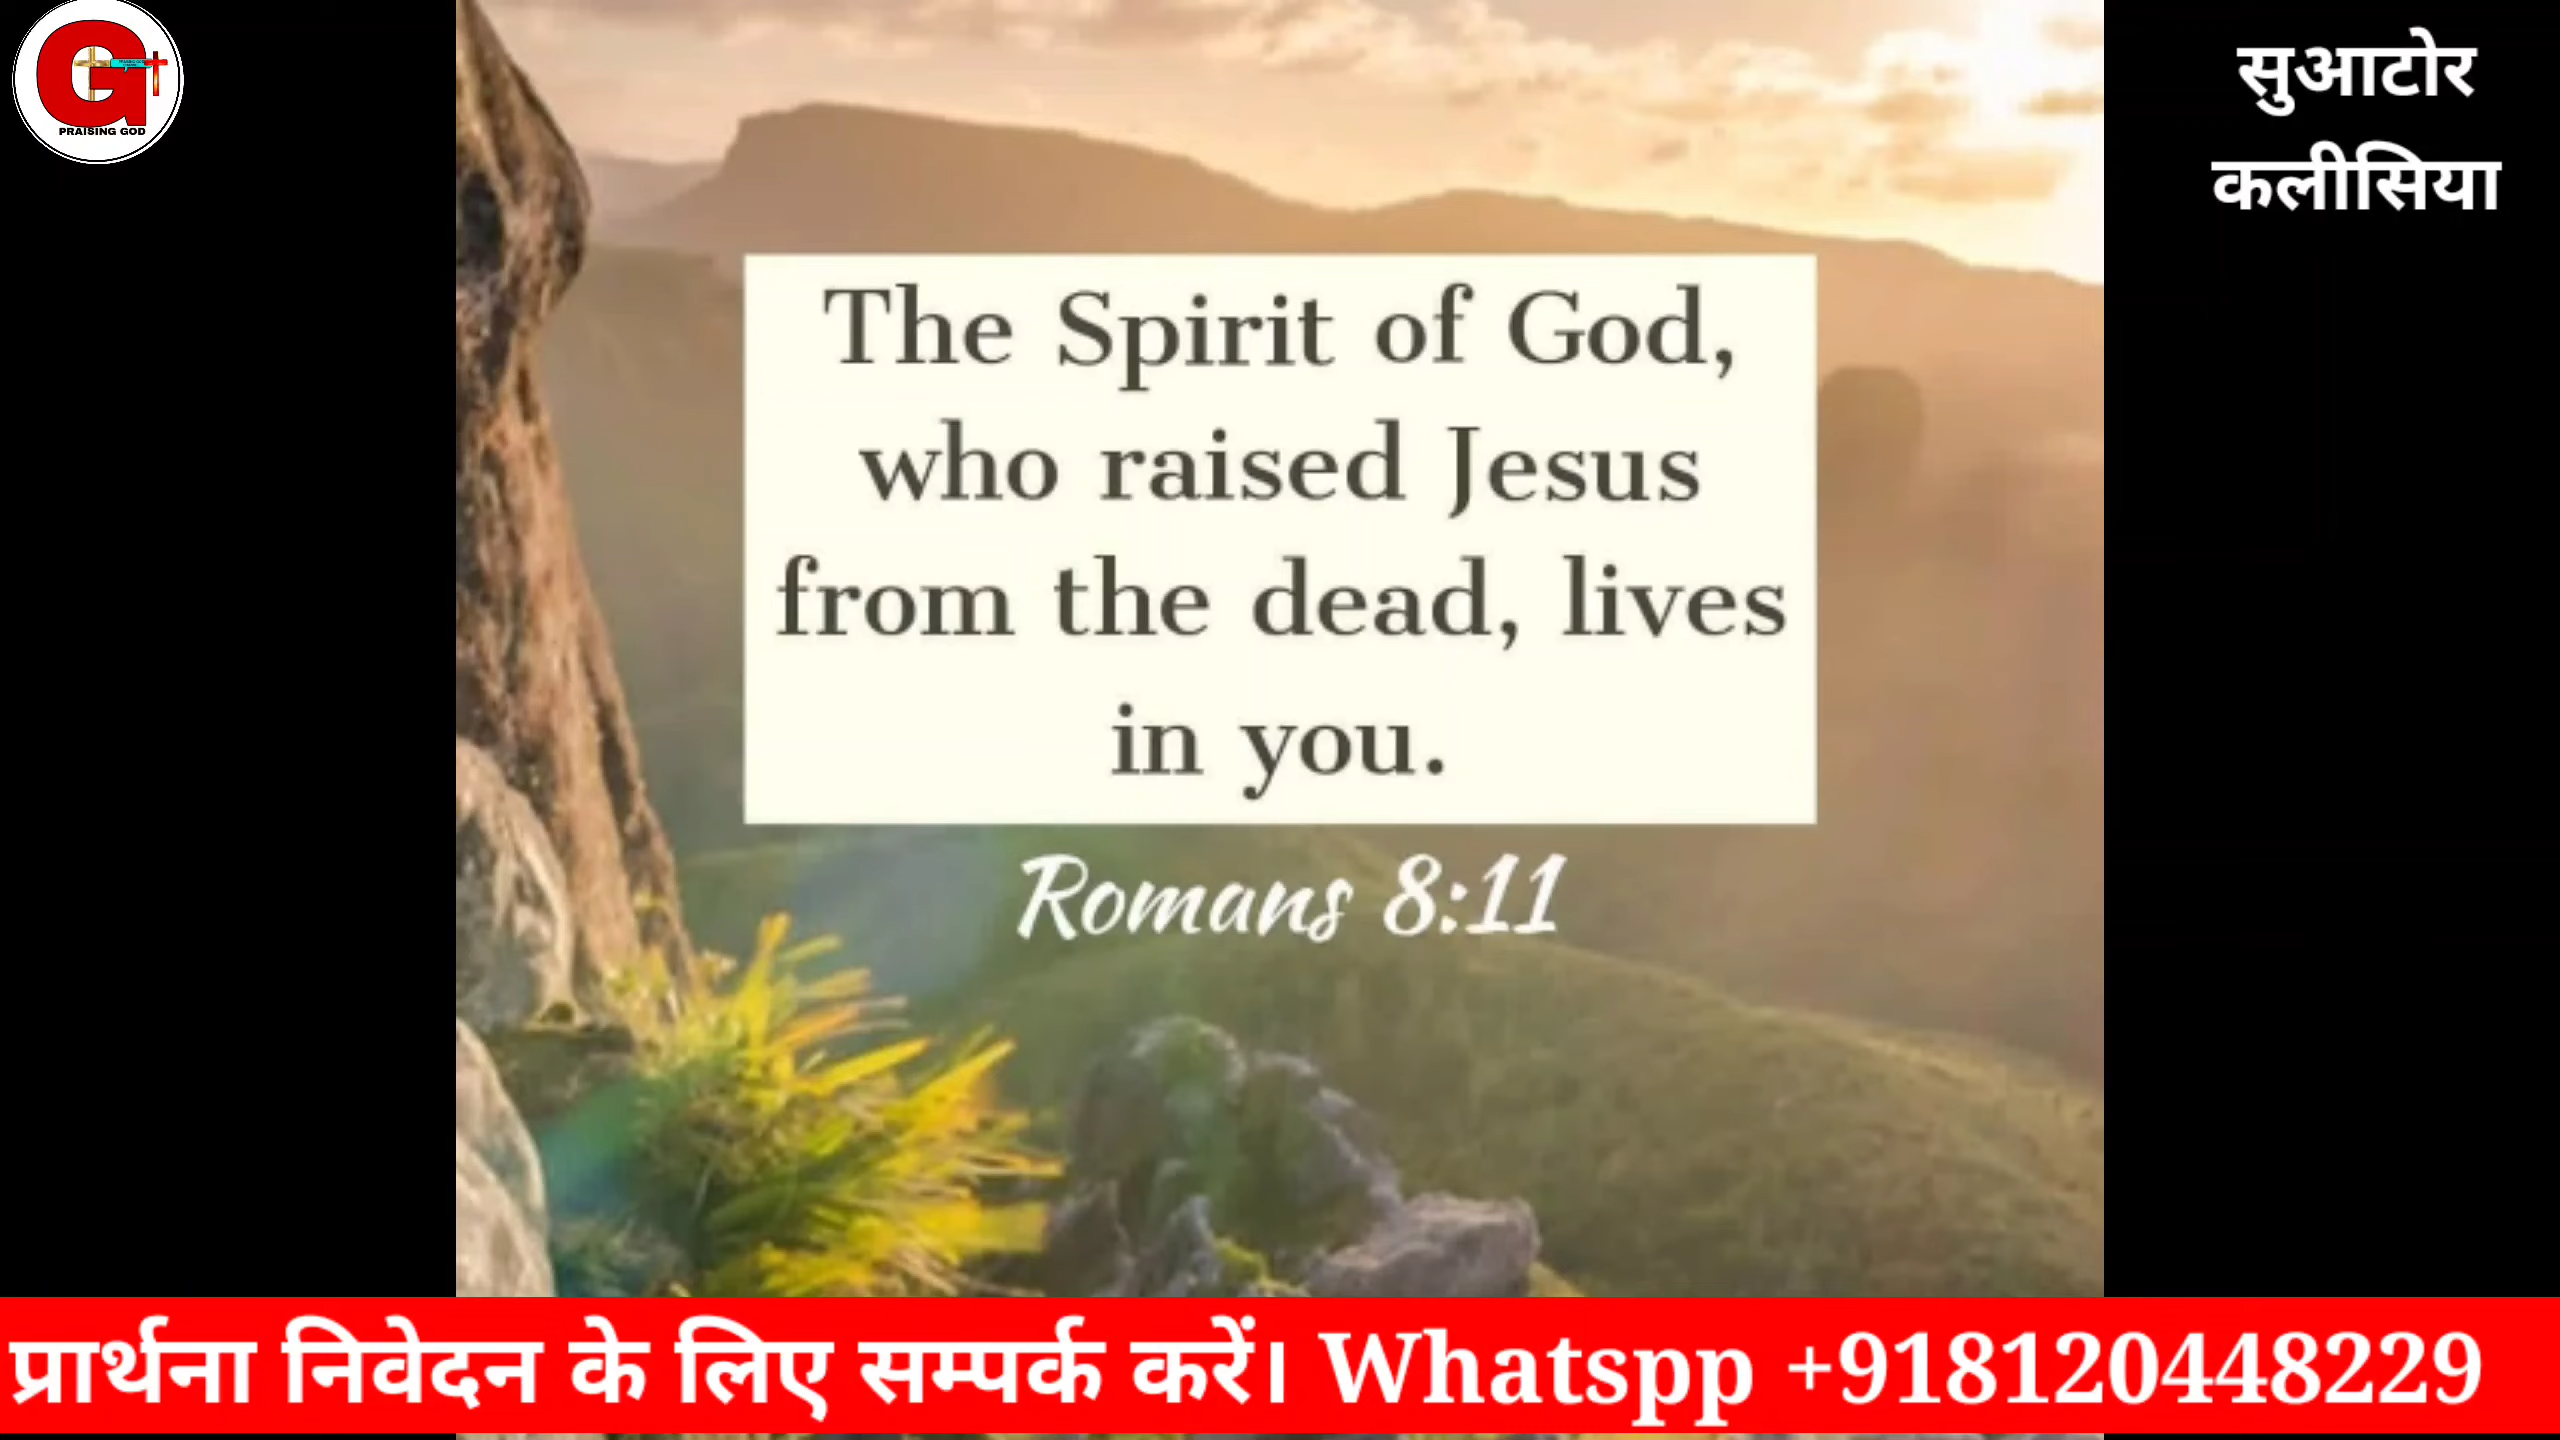 G
PRAISING GOD
सुआटोर
कलीसिया
The Spirit of God,
who raised Jesus
from the dead, lives
in you.
Romans 8:11
प्रार्थना निवेदन के लिए सम्पर्क करें। Whatspp +918120448229